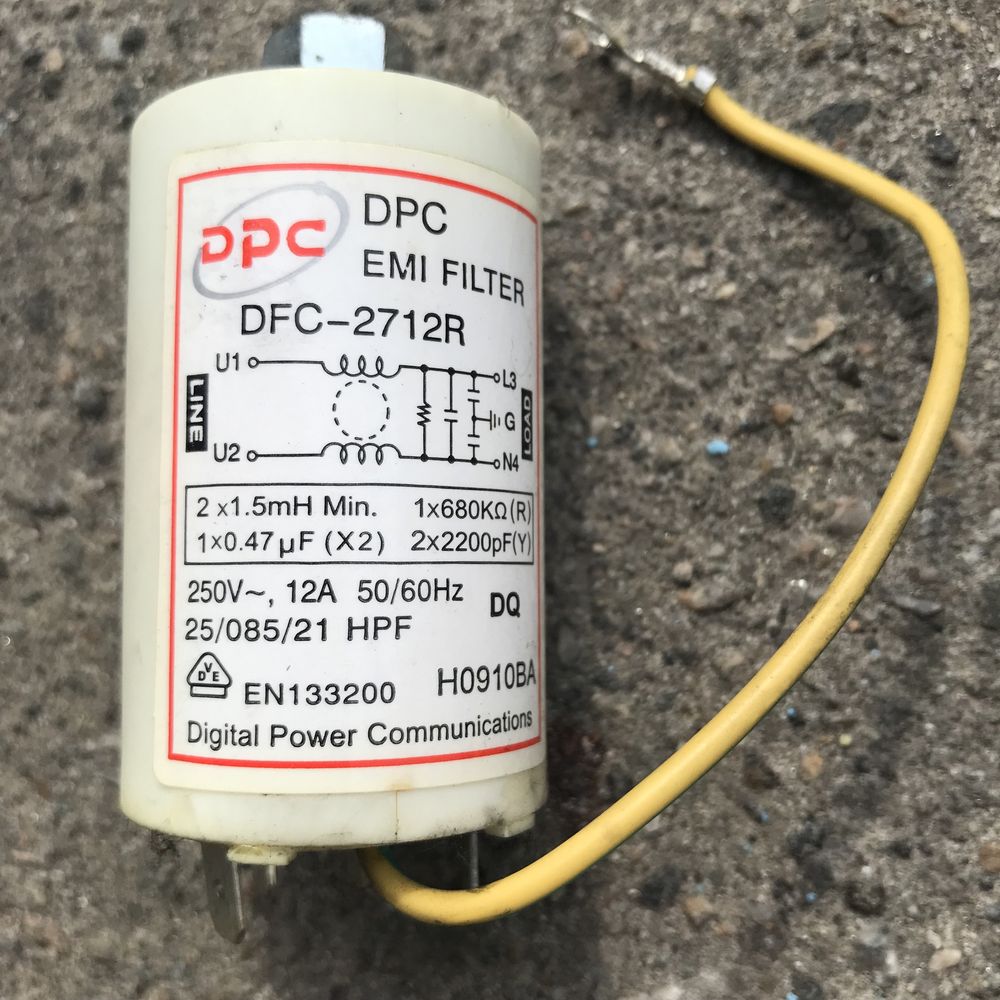 DPC
DPC
EMI FILTER
DFC-2712R
U1
L3
LINE
G
LOAD
U2
N4
2 x1.5mH Min. 1x680KΩ(R)
1x0.47µF (X2) 2x2200pF(Y)
250V~, 12A 50/60Hz
DQ
25/085/21 HPF
VDE
EN133200
H0910BA
Digital Power Communications